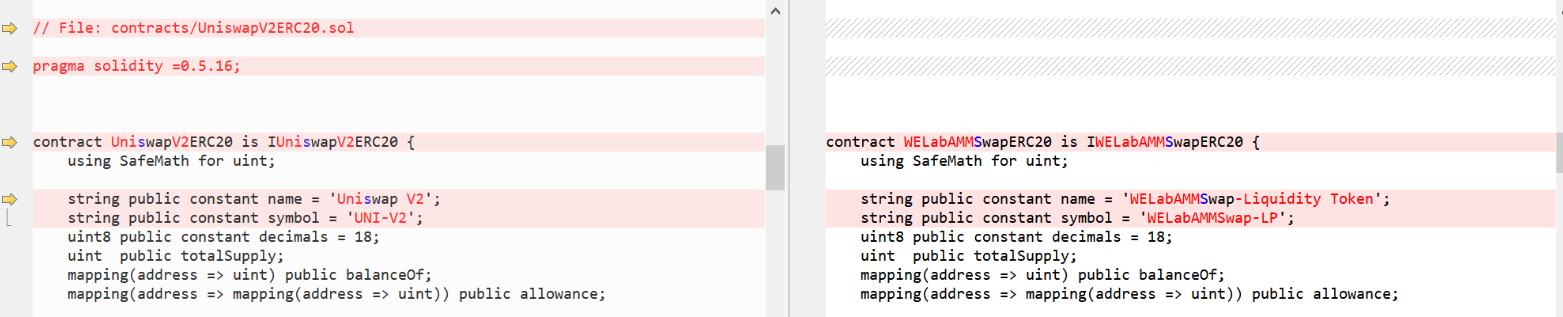 // File: contracts/UniswapV2ERC20.sol
pragma solidity =0.5.16;
contract UniswapV2ERC20 is IUniswapV2ERC20 {
using SafeMath for uint;
string public constant name = 'Uniswap V2';
string public constant symbol = 'UNI-V2';
uint8 public constant decimals = 18;
uint  public totalSupply;
mapping(address => uint) public balanceOf;
mapping(address => mapping(address => uint)) public allowance;
contract WELabAMMSwapERC20 is IWELabAMMSwapERC20 {
using SafeMath for uint;
string public constant name = 'WELabAMMSwap-Liquidity Token';
string public constant symbol = 'WELabAMMSwap-LP';
uint8 public constant decimals = 18;
uint  public totalSupply;
mapping(address => uint) public balanceOf;
mapping(address => mapping(address => uint)) public allowance;